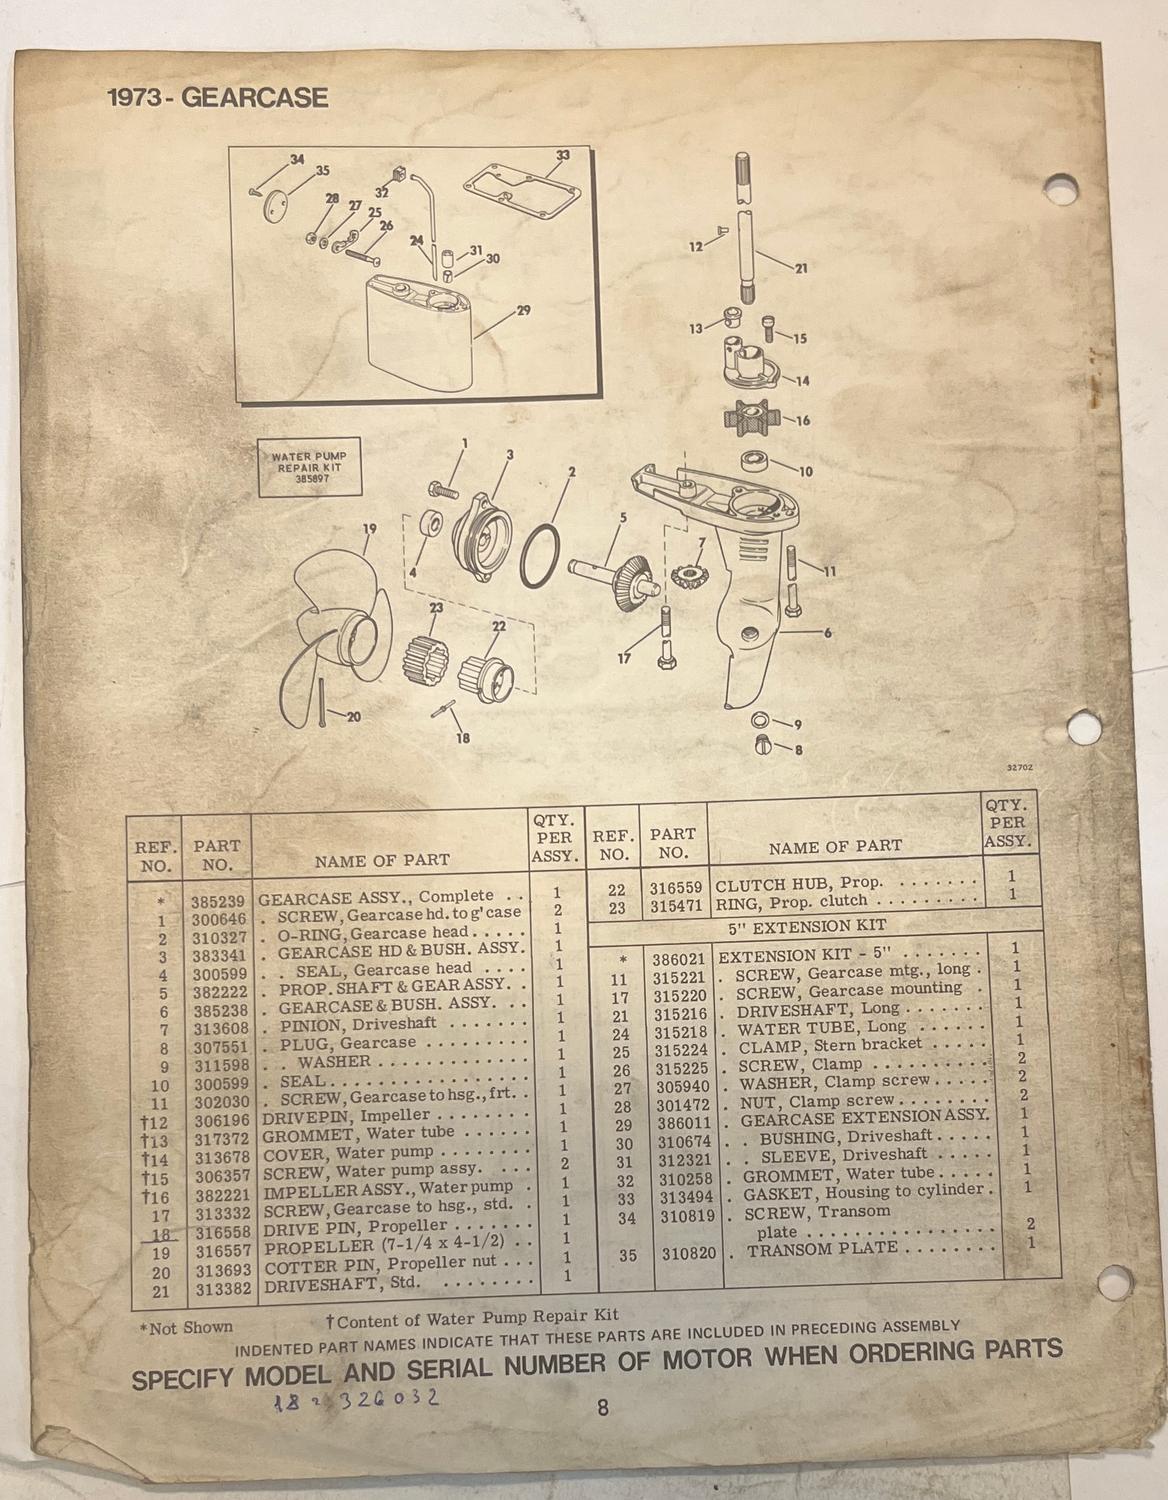 1973 - GEARCASE
34
35
33
32
28
27
25
26
24
31
30
29
12
21
13
15
14
16
10
WATER PUMP
REPAIR KIT
385897
1
3
2
19
4
5
7
11
23
22
17
6
20
18
9
8
32702
REF. NO. PART NO. NAME OF PART QTY. PER ASSY.
* 385239 GEARCASE ASSY., Complete . . 1
1 300646 . SCREW, Gearcase hd. to g'case 2
2 310327 . O-RING, Gearcase head . . . . . 1
3 383341 . GEARCASE HD & BUSH. ASSY. 1
4 300599 . . SEAL, Gearcase head . . . . 1
5 382222 . PROP. SHAFT & GEAR ASSY. . 1
6 385238 . GEARCASE & BUSH. ASSY. . . 1
7 313608 . PINION, Driveshaft . . . . . . . 1
8 307551 . PLUG, Gearcase . . . . . . . . . 1
9 311598 . . WASHER . . . . . . . . . . . . 1
10 300599 . SEAL . . . . . . . . . . . . . . . . 1
11 302030 . SCREW, Gearcase to hsg., frt. . 1
†12 306196 DRIVEPIN, Impeller . . . . . . . . 1
†13 317372 GROMMET, Water tube . . . . . . 1
†14 313678 COVER, Water pump . . . . . . . . 1
†15 306357 SCREW, Water pump assy. . . . 2
†16 382221 IMPELLER ASSY., Water pump . 1
17 313332 SCREW, Gearcase to hsg., std. . 1
18 316558 DRIVE PIN, Propeller . . . . . . . 1
19 316557 PROPELLER (7-1/4 x 4-1/2) . . 1
20 313693 COTTER PIN, Propeller nut . . . 1
21 313382 DRIVESHAFT, Std. . . . . . . . . 1
REF. NO. PART NO. NAME OF PART QTY. PER ASSY.
22 316559 CLUTCH HUB, Prop. . . . . . . . 1
23 315471 RING, Prop. clutch . . . . . . . . . 1
5" EXTENSION KIT
* 386021 EXTENSION KIT - 5" . . . . . . . 1
11 315221 . SCREW, Gearcase mtg., long . 1
17 315220 . SCREW, Gearcase mounting . 1
21 315216 . DRIVESHAFT, Long . . . . . . . 1
24 315218 . WATER TUBE, Long . . . . . . 1
25 315224 . CLAMP, Stern bracket . . . . . 1
26 315225 . SCREW, Clamp . . . . . . . . . . 2
27 305940 . WASHER, Clamp screw . . . . . 2
28 301472 . NUT, Clamp screw . . . . . . . . 2
29 386011 . GEARCASE EXTENSION ASSY. 1
30 310674 . . BUSHING, Driveshaft . . . . . 1
31 312321 . . SLEEVE, Driveshaft . . . . . 1
32 310258 . GROMMET, Water tube . . . . . 1
33 313494 . GASKET, Housing to cylinder . 1
34 310819 . SCREW, Transom
plate . . . . . . . . . . . . . . . 2
35 310820 . TRANSOM PLATE . . . . . . . . 1
*Not Shown †Content of Water Pump Repair Kit
INDENTED PART NAMES INDICATE THAT THESE PARTS ARE INCLUDED IN PRECEDING ASSEMBLY
SPECIFY MODEL AND SERIAL NUMBER OF MOTOR WHEN ORDERING PARTS
326032
8